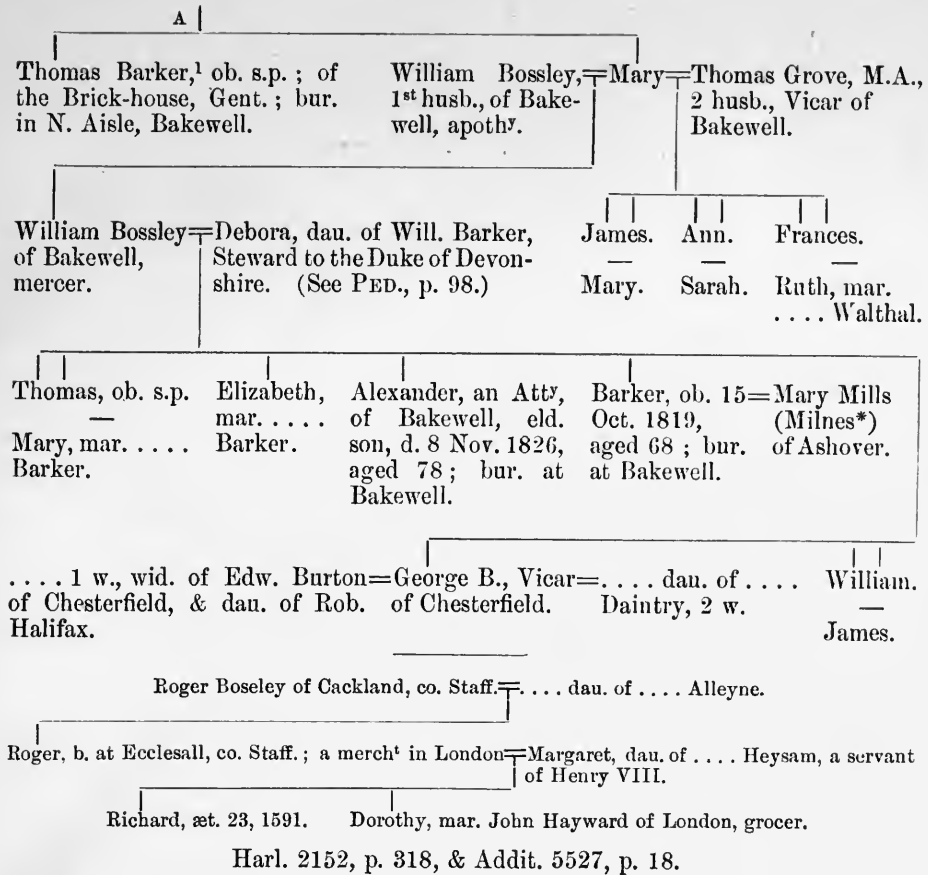 A
Thomas Barker,¹ ob. s.p. ; of
the Brick-house, Gent. ; bur.
in N. Aisle, Bakewell.
William Bossley,
1st husb., of Bake-
well, apothy.
Mary
Thomas Grove, M.A.,
2 husb., Vicar of
Bakewell.
William Bossley
of Bakewell,
mercer.
Debora, dau. of Will. Barker,
Steward to the Duke of Devon-
shire. (See PED., p. 98.)
James.
—
Mary.
Ann.
—
Sarah.
Frances.
—
Ruth, mar.
. . . . Walthal.
Thomas, ob. s.p.
—
Mary, mar. . . . .
Barker.
Elizabeth,
mar. . . . .
Barker.
Alexander, an Atty,
of Bakewell, eld.
son, d. 8 Nov. 1826,
aged 78 ; bur. at
Bakewell.
Barker, ob. 15
Oct. 1819,
aged 68 ; bur.
at Bakewell.
= Mary Mills
(Milnes*)
of Ashover.
. . . . 1 w., wid. of Edw. Burton
of Chesterfield, & dau. of Rob.
Halifax.
= George B., Vicar
of Chesterfield.
= . . . . dau. of . . . .
Daintry, 2 w.
William.
—
James.
Roger Boseley of Cackland, co. Staff. = . . . . dau. of . . . . Alleyne.
Roger, b. at Ecclesall, co. Staff. ; a mercht in London = Margaret, dau. of . . . . Heysam, a servant
of Henry VIII.
Richard, æt. 23, 1591. Dorothy, mar. John Hayward of London, grocer.
Harl. 2152, p. 318, & Addit. 5527, p. 18.